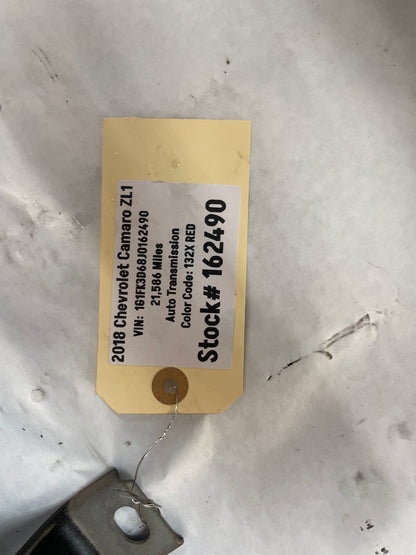 2018 Chevrolet Camaro ZL1
VIN: 1G1FK3D68J0162490
21,586 Miles
Auto Transmission
Color Code: 132X RED
Stock# 162490